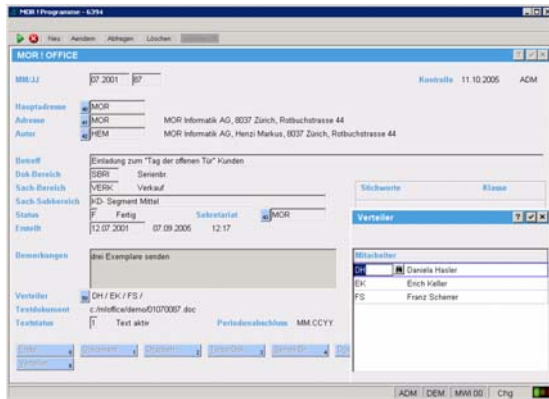 MOR ! Programme - 6394
Neu Aendern Abfragen Löschen
MOR ! OFFICE
MM/JJ 07 2001 87 Kontrolle 11.10.2005 ADM
Hauptadresse MOR
Adresse MOR MOR Informatik AG, 8037 Zürich, Rotbuchstrasse 44
Autor HEM MOR Informatik AG, Henzi Markus, 8037 Zürich, Rotbuchstrasse 44
Betreff Einladung zum "Tag der offenen Tür" Kunden
Dok-Bereich SBRI Serienbr.
Sach-Bereich VERK Verkauf
Sach-Subbereich KD- Segment Mittel
Status F Fertig Sekretariat MOR
Erstellt 12.07.2001 07.09.2005 12:17
Stichworte Klasse
Bemerkungen drei Exemplare senden
Verteiler DH / EK / FS /
Textdokument c:/m/office/demo/01070087.doc
Textstatus 1 Text aktiv Periodenabschluss MM.CCYY
Verteiler
Mitarbeiter
DH Daniela Hasler
EK Erich Keller
FS Franz Scherrer
ADM DEM MWI 00 Chg